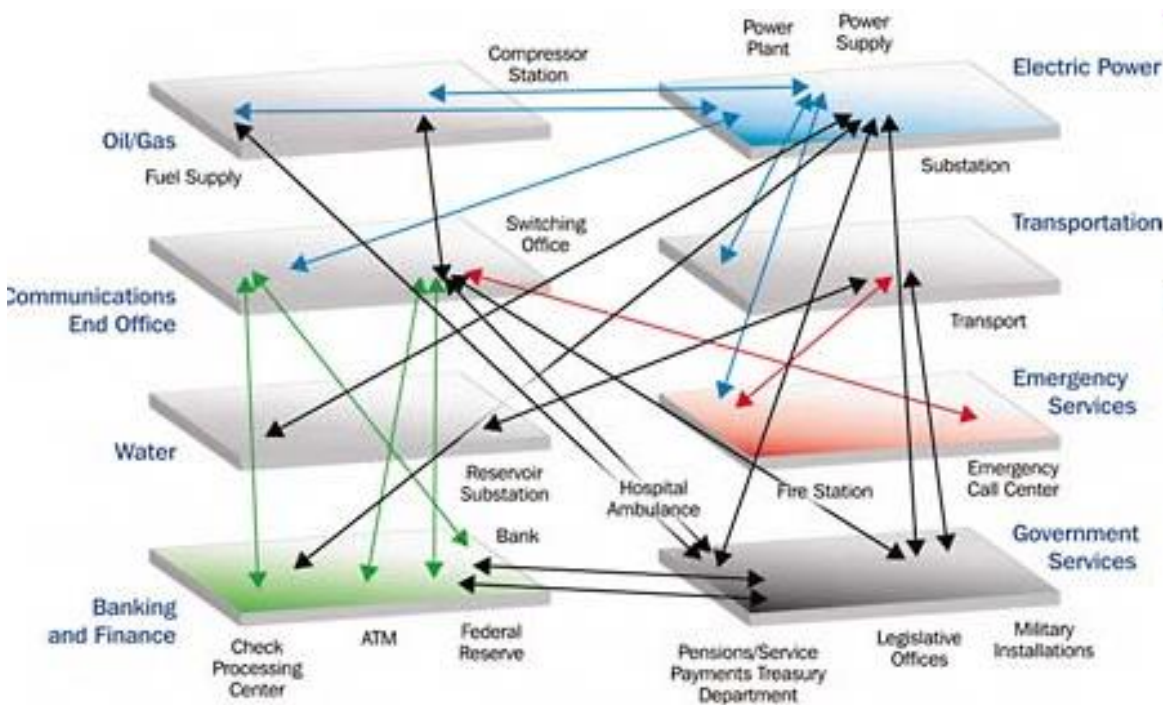 Compressor
Station
Power
Plant
Power
Supply
Electric Power
Oil/Gas
Fuel Supply
Substation
Switching
Office
Transportation
Communications
End Office
Transport
Emergency
Services
Water
Reservoir
Substation
Hospital
Ambulance
Fire Station
Emergency
Call Center
Bank
Government
Services
Banking
and Finance
Check
Processing
Center
ATM
Federal
Reserve
Pensions/Service
Payments Treasury
Department
Legislative
Offices
Military
Installations